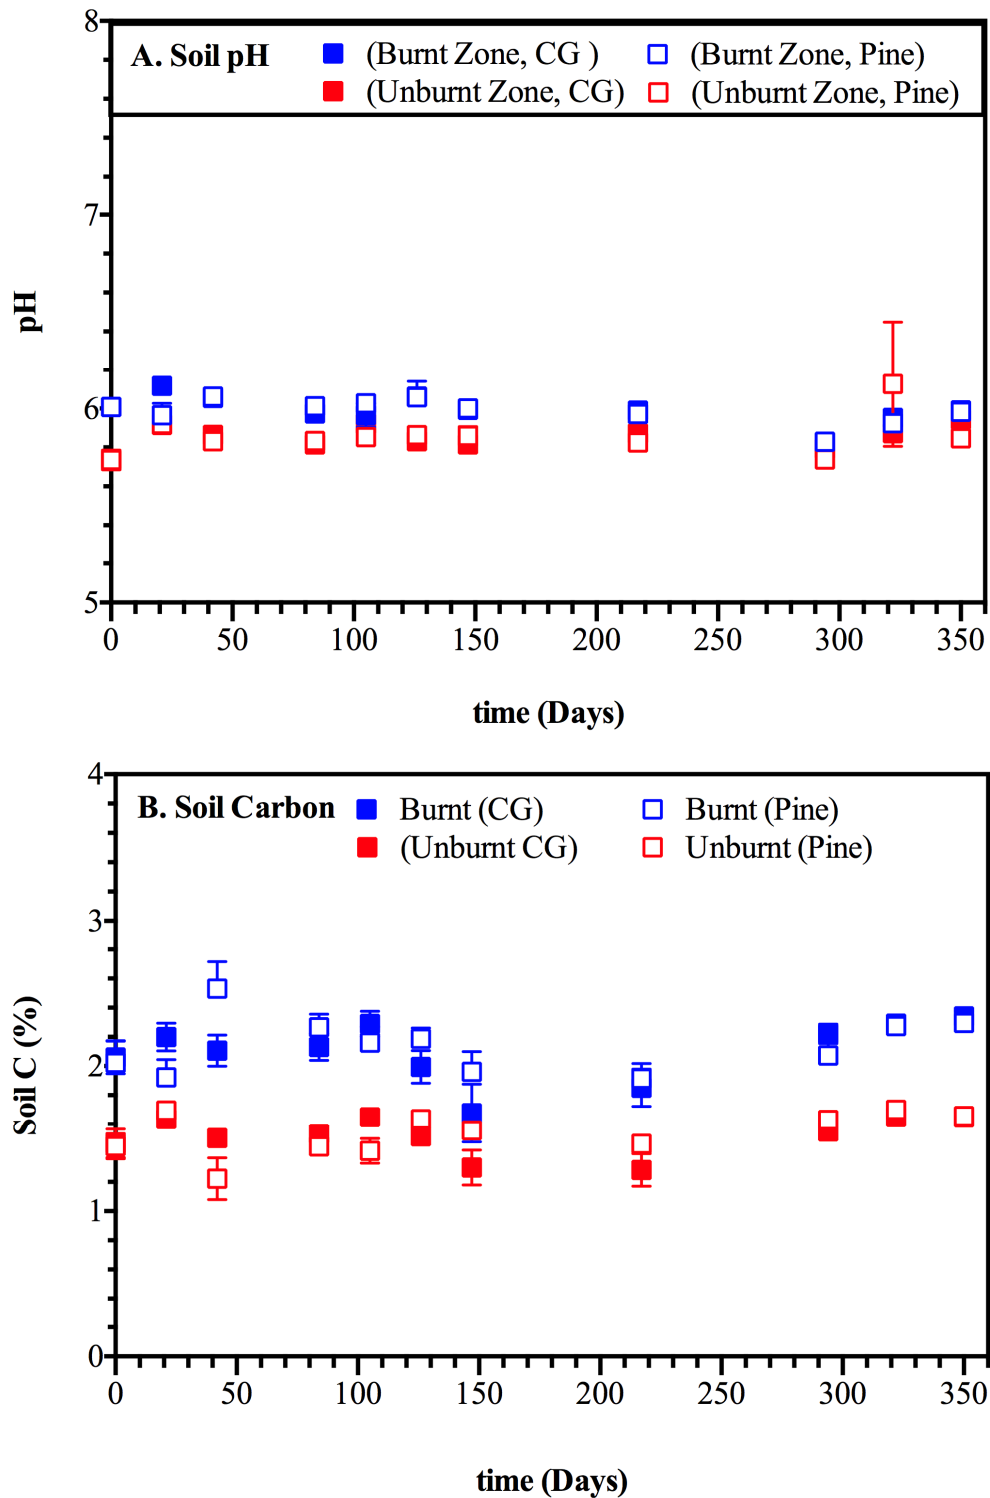 8
A. Soil pH (Burnt Zone, CG ) (Burnt Zone, Pine)
(Unburnt Zone, CG) (Unburnt Zone, Pine)
7
pH
6
5
0 50 100 150 200 250 300 350
time (Days)
4
B. Soil Carbon Burnt (CG) Burnt (Pine)
(Unburnt CG) Unburnt (Pine)
3
Soil C (%)
2
1
0
0 50 100 150 200 250 300 350
time (Days)